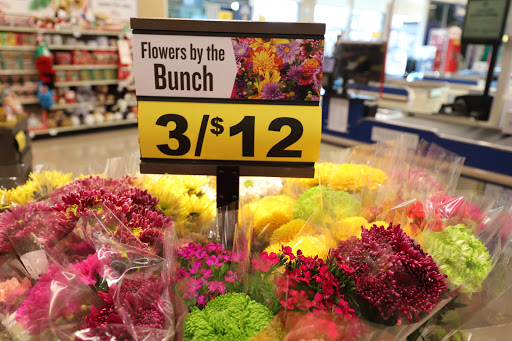 Flowers by the
Bunch
3/$12